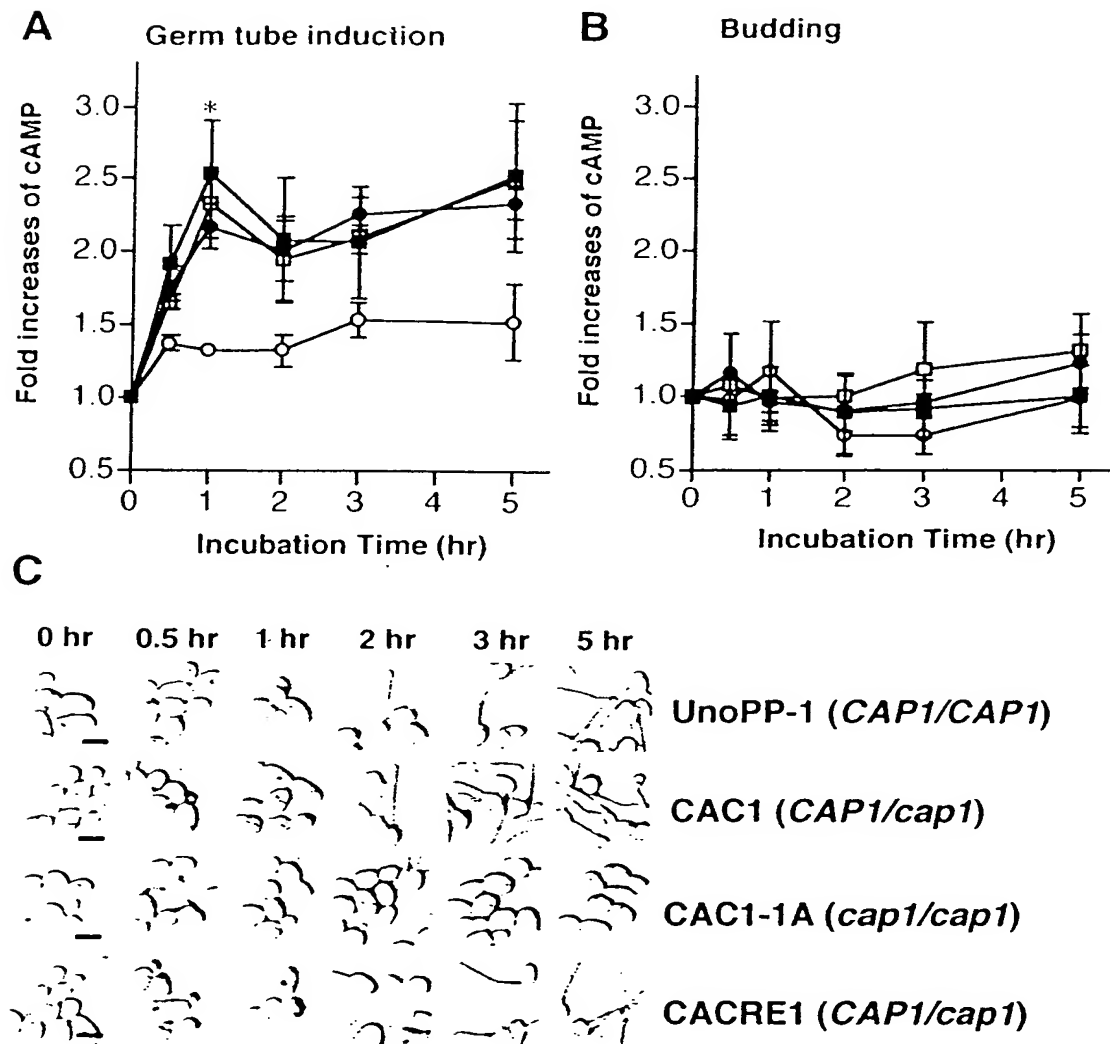 A Germ tube induction
Fold increases of cAMP
3.0
2.5
2.0
1.5
1.0
0.5
*
0 1 2 3 4 5
Incubation Time (hr)
B Budding
Fold increases of cAMP
3.0
2.5
2.0
1.5
1.0
0.5
0 1 2 3 4 5
Incubation Time (hr)
C
0 hr 0.5 hr 1 hr 2 hr 3 hr 5 hr
UnoPP-1 (CAP1/CAP1)
CAC1 (CAP1/cap1)
CAC1-1A (cap1/cap1)
CACRE1 (CAP1/cap1)